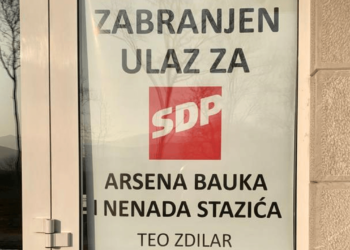 ZABRANJEN
ULAZ ZA
SDP
ARSENA BAUKA
I NENADA STAZIĆA
TEO ZDILAR